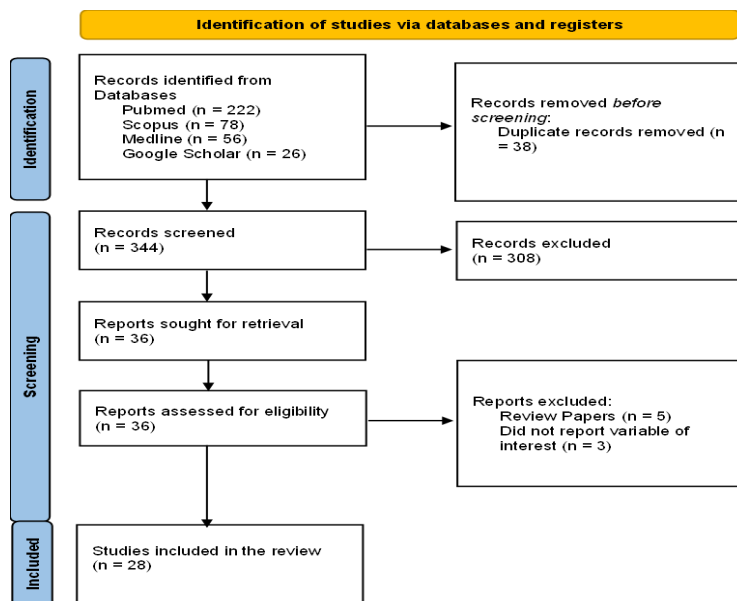 Identification of studies via databases and registers
Identification
Records identified from
Databases
Pubmed (n = 222)
Scopus (n = 78)
Medline (n = 56)
Google Scholar (n = 26)
Records removed before
screening:
Duplicate records removed (n
= 38)
Screening
Records screened
(n = 344)
Records excluded
(n = 308)
Reports sought for retrieval
(n = 36)
Reports assessed for eligibility
(n = 36)
Reports excluded:
Review Papers (n = 5)
Did not report variable of
interest (n = 3)
Included
Studies included in the review
(n = 28)